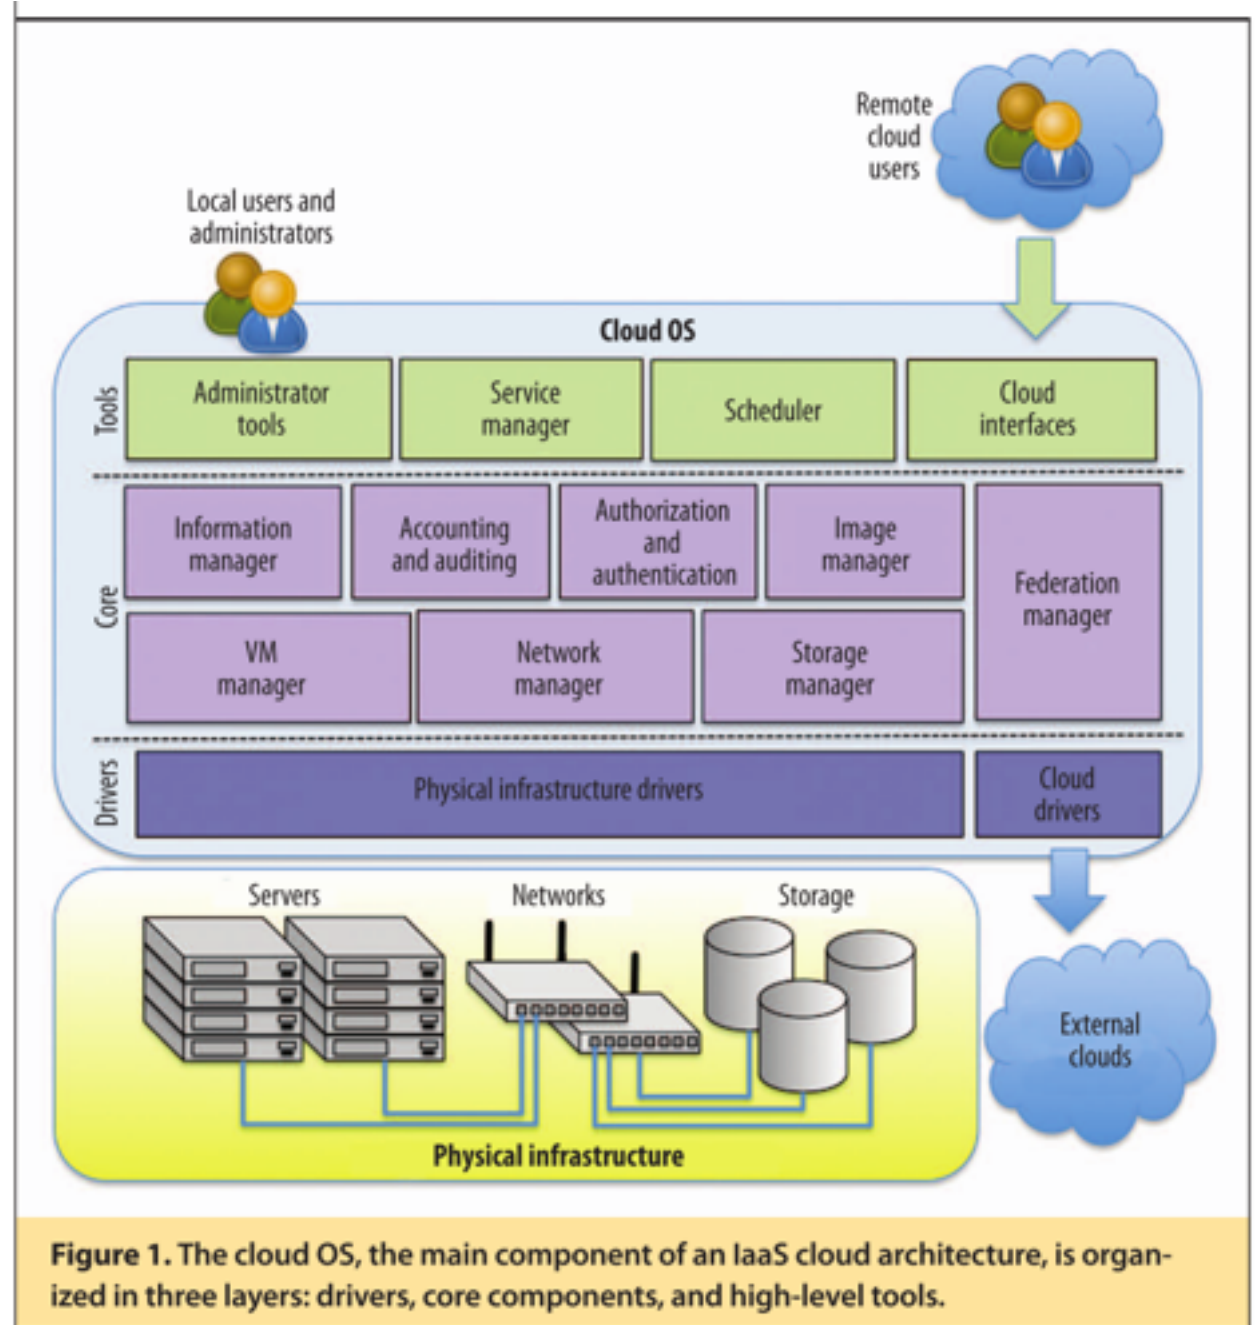 Remote
cloud
users
Local users and
administrators
Cloud OS
Tools
Administrator
tools
Service
manager
Scheduler
Cloud
interfaces
Core
Information
manager
Accounting
and auditing
Authorization
and
authentication
Image
manager
Federation
manager
VM
manager
Network
manager
Storage
manager
Drivers
Physical infrastructure drivers
Cloud
drivers
Servers
Networks
Storage
External
clouds
Physical infrastructure
Figure 1. The cloud OS, the main component of an IaaS cloud architecture, is organ-
ized in three layers: drivers, core components, and high-level tools.